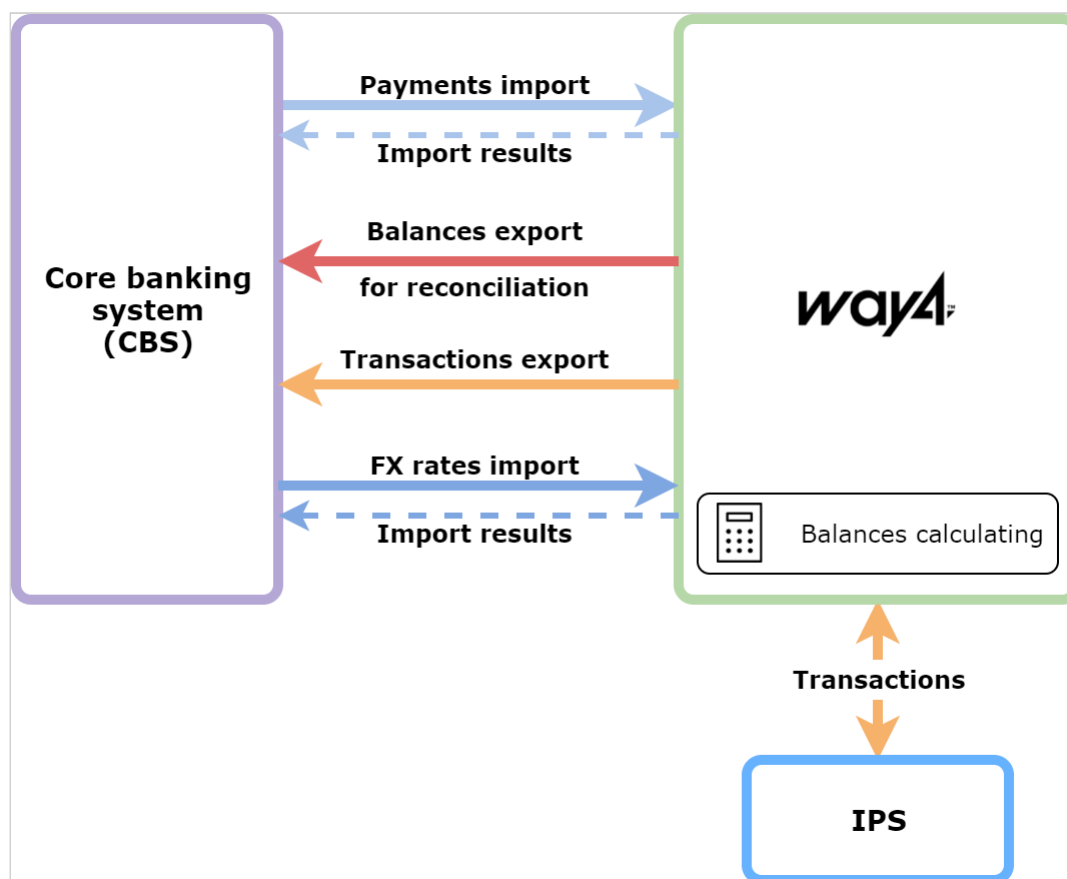 Payments import
Import results
Balances export
for reconciliation
Core banking
system
(CBS)
way4™
Transactions export
FX rates import
Import results
Balances calculating
Transactions
IPS